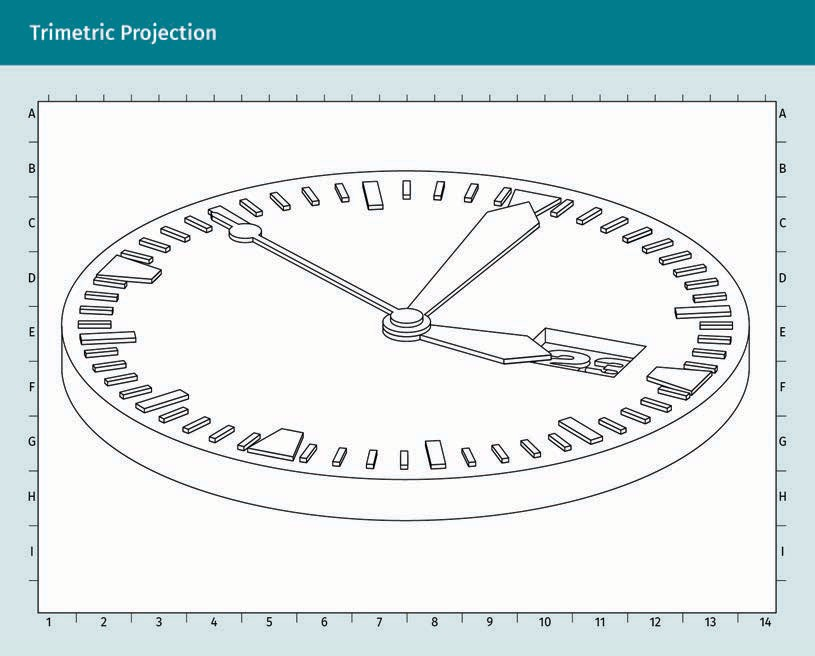 Trimetric Projection
A A
B B
C C
D D
E E
F F
G G
H H
I I
1 2 3 4 5 6 7 8 9 10 11 12 13 14